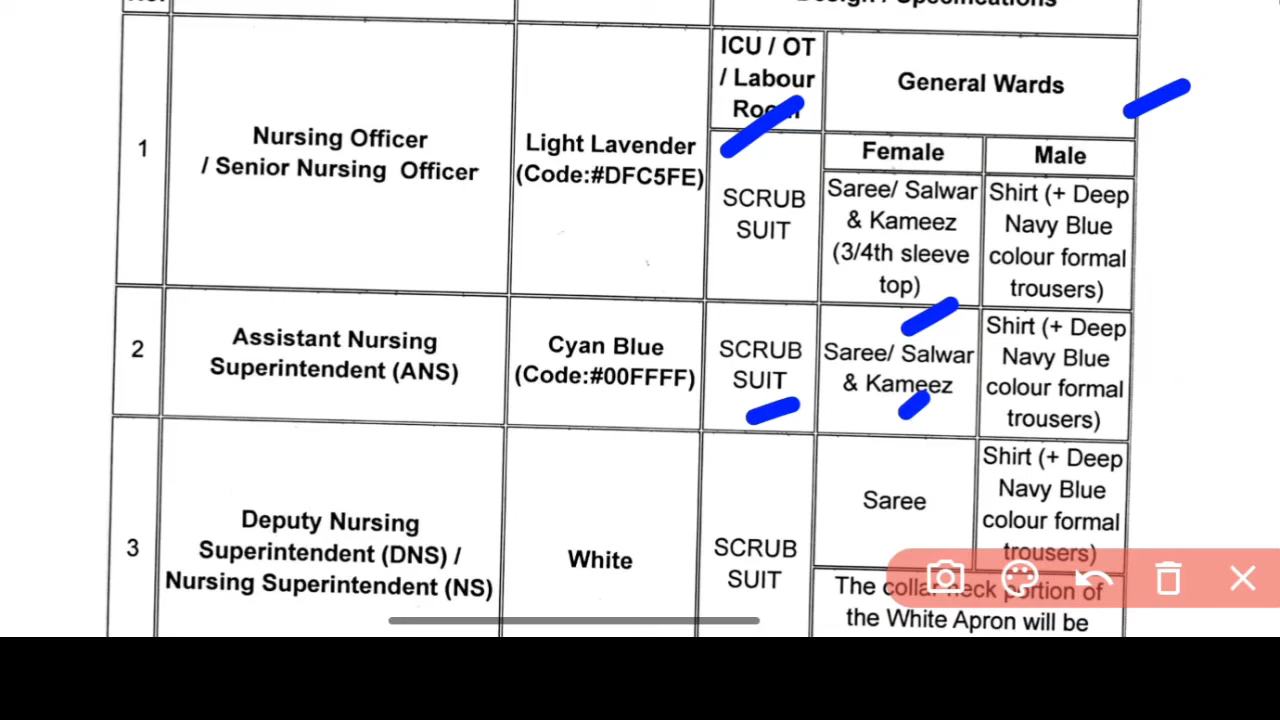 Design / Specifications
1
Nursing Officer
/ Senior Nursing Officer
Light Lavender
(Code:#DFC5FE)
ICU / OT
/ Labour
Room
General Wards
Female
Male
SCRUB
SUIT
Saree/ Salwar
& Kameez
(3/4th sleeve
top)
Shirt (+ Deep
Navy Blue
colour formal
trousers)
2
Assistant Nursing
Superintendent (ANS)
Cyan Blue
(Code:#00FFFF)
SCRUB
SUIT
Saree/ Salwar
& Kameez
Shirt (+ Deep
Navy Blue
colour formal
trousers)
3
Deputy Nursing
Superintendent (DNS) /
Nursing Superintendent (NS)
White
SCRUB
SUIT
Saree
Shirt (+ Deep
Navy Blue
colour formal
trousers)
The collar neck portion of
the White Apron will be